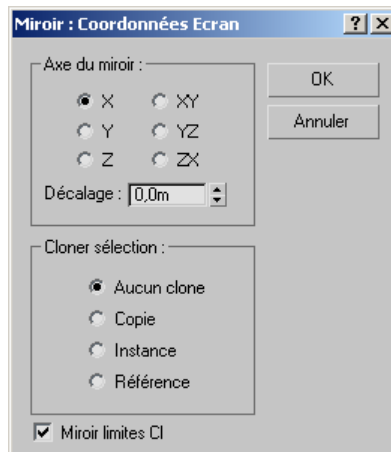 Miroir : Coordonnées Ecran
Axe du miroir :
X XY
Y YZ
Z ZX
Décalage : 0,0m
OK
Annuler
Cloner sélection :
Aucun clone
Copie
Instance
Référence
Miroir limites CI